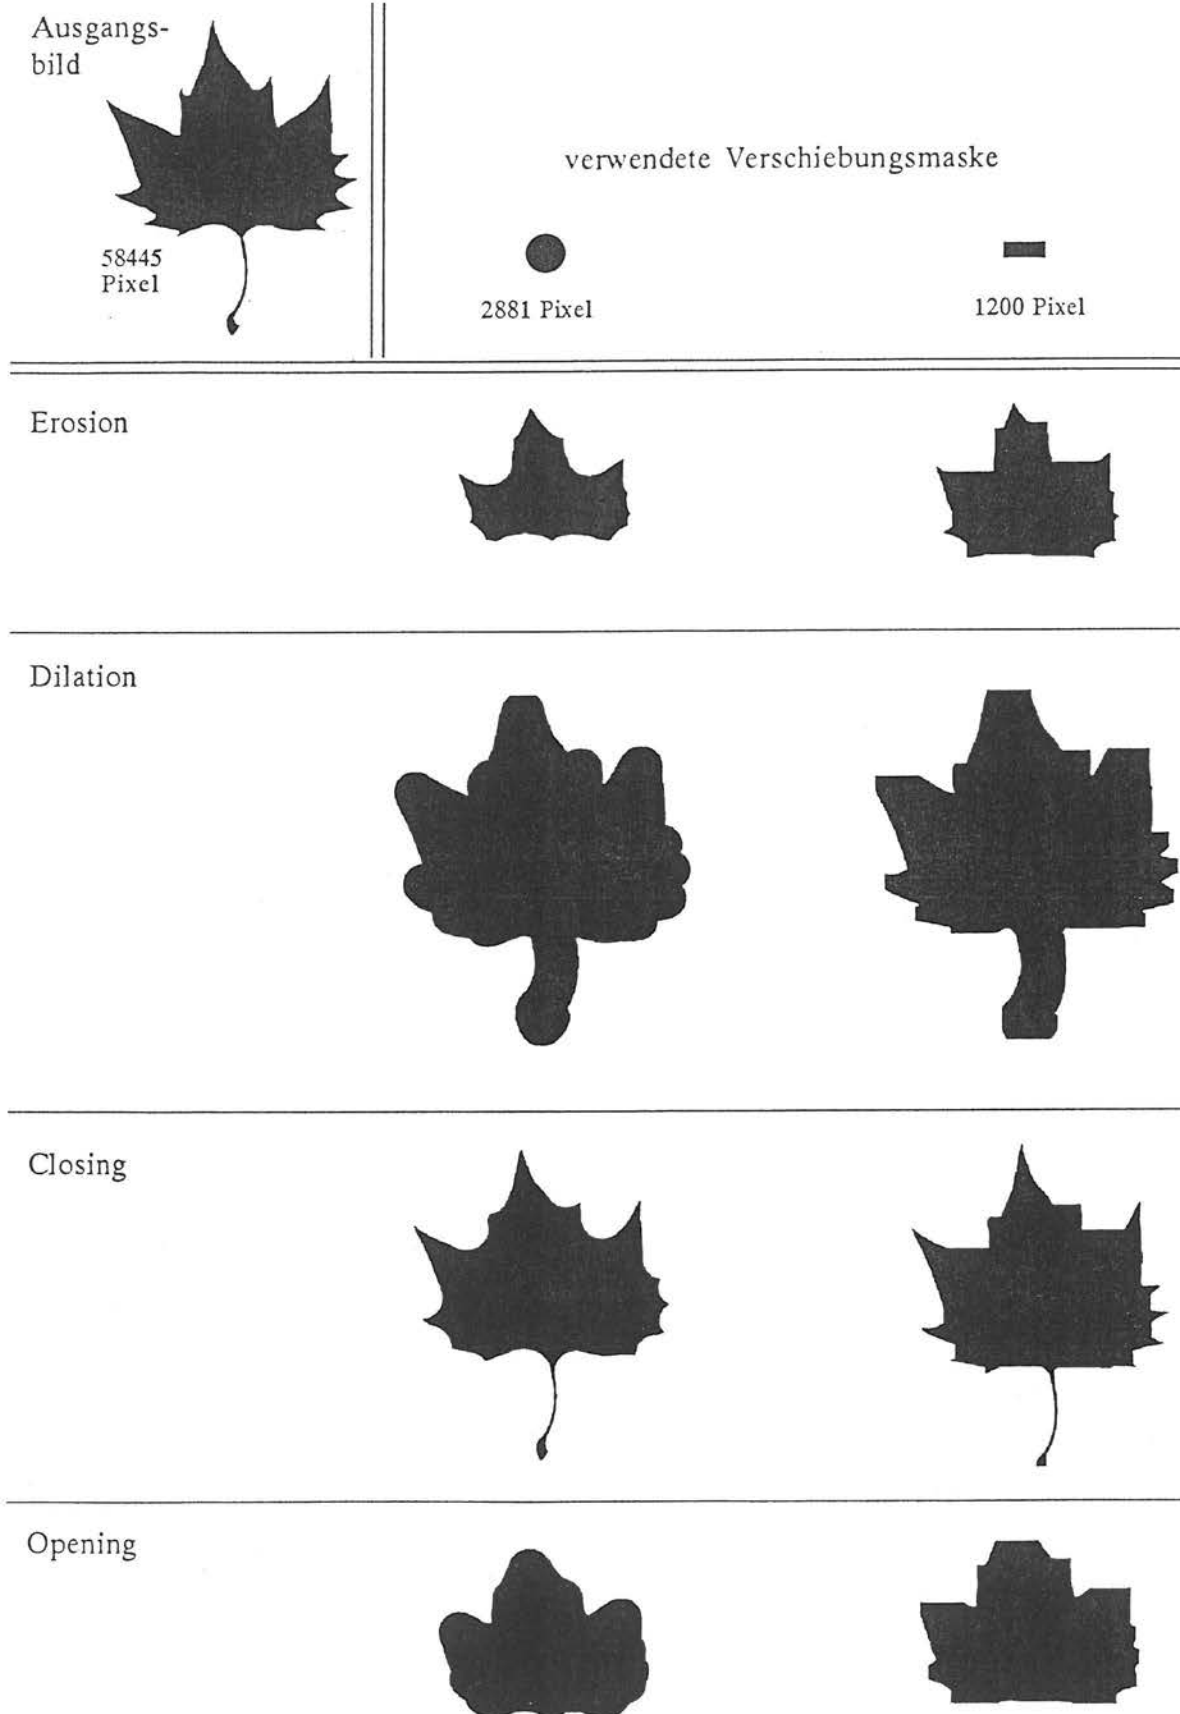 Ausgangs-
bild
58445
Pixel
verwendete Verschiebungsmaske
2881 Pixel
1200 Pixel
Erosion
Dilation
Closing
Opening